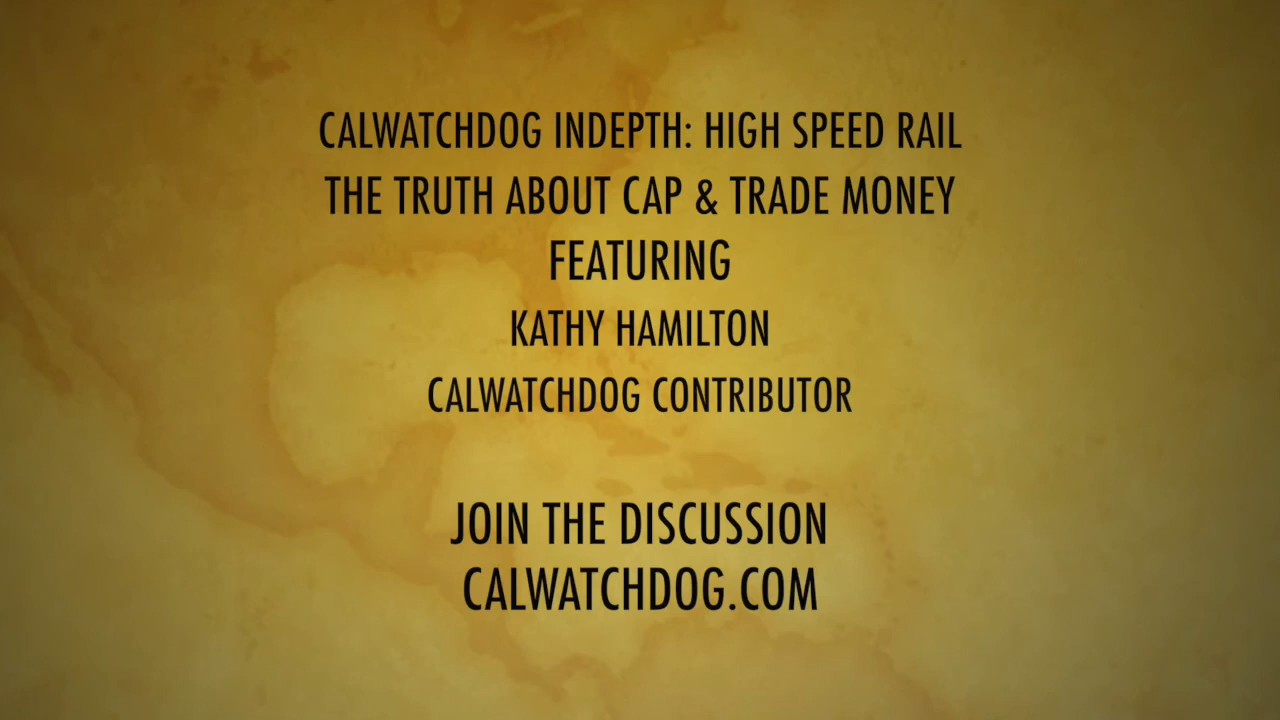 CALWATCHDOG INDEPTH: HIGH SPEED RAIL
THE TRUTH ABOUT CAP & TRADE MONEY
FEATURING
KATHY HAMILTON
CALWATCHDOG CONTRIBUTOR
JOIN THE DISCUSSION
CALWATCHDOG.COM